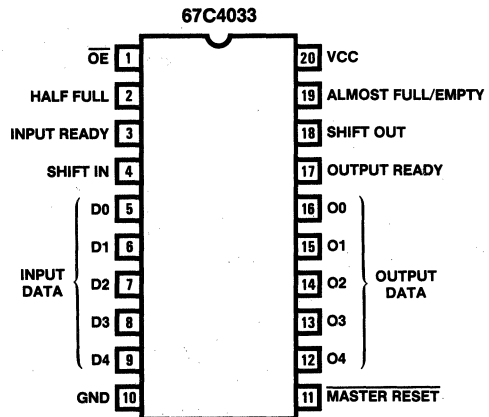 67C4033
OE 1
HALF FULL 2
INPUT READY 3
SHIFT IN 4
D0 5
D1 6
D2 7
D3 8
D4 9
GND 10
INPUT
DATA
20 VCC
19 ALMOST FULL/EMPTY
18 SHIFT OUT
17 OUTPUT READY
16 O0
15 O1
14 O2
13 O3
12 O4
11 MASTER RESET
OUTPUT
DATA